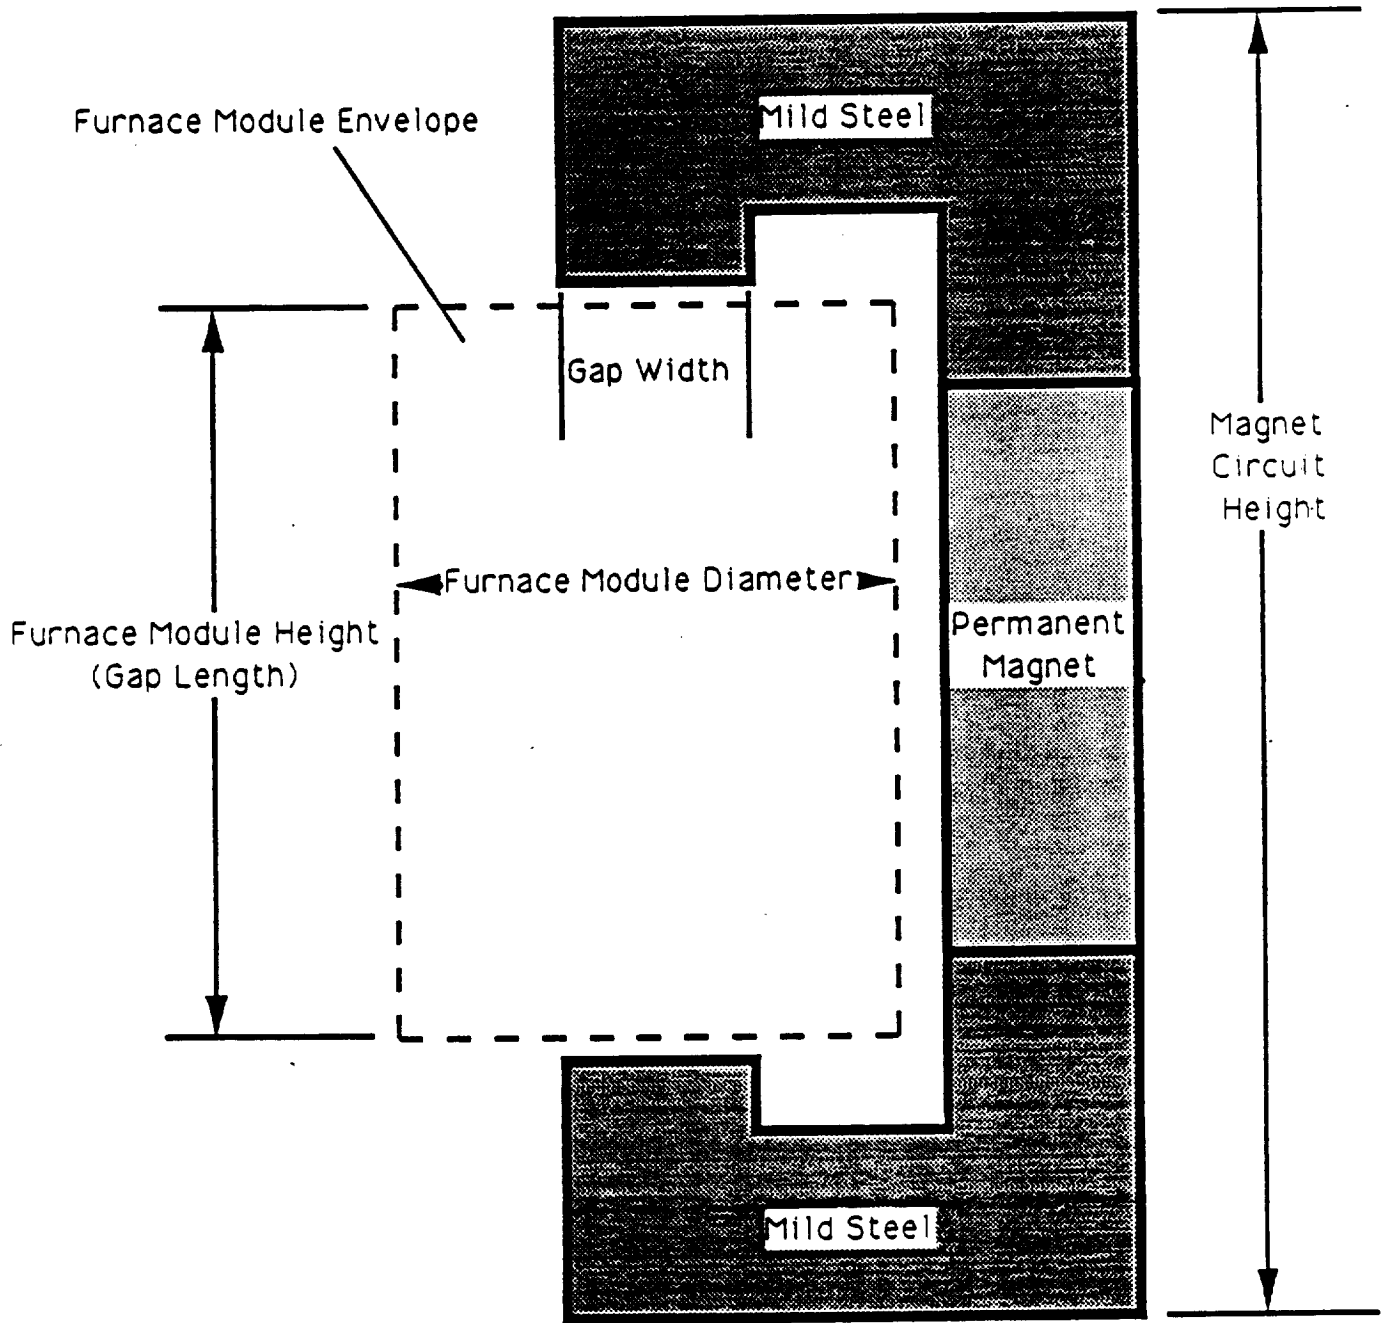 Mild Steel
Furnace Module Envelope
Gap Width
Magnet
Circuit
Height
Furnace Module Diameter
Furnace Module Height
(Gap Length)
Permanent
Magnet
Mild Steel